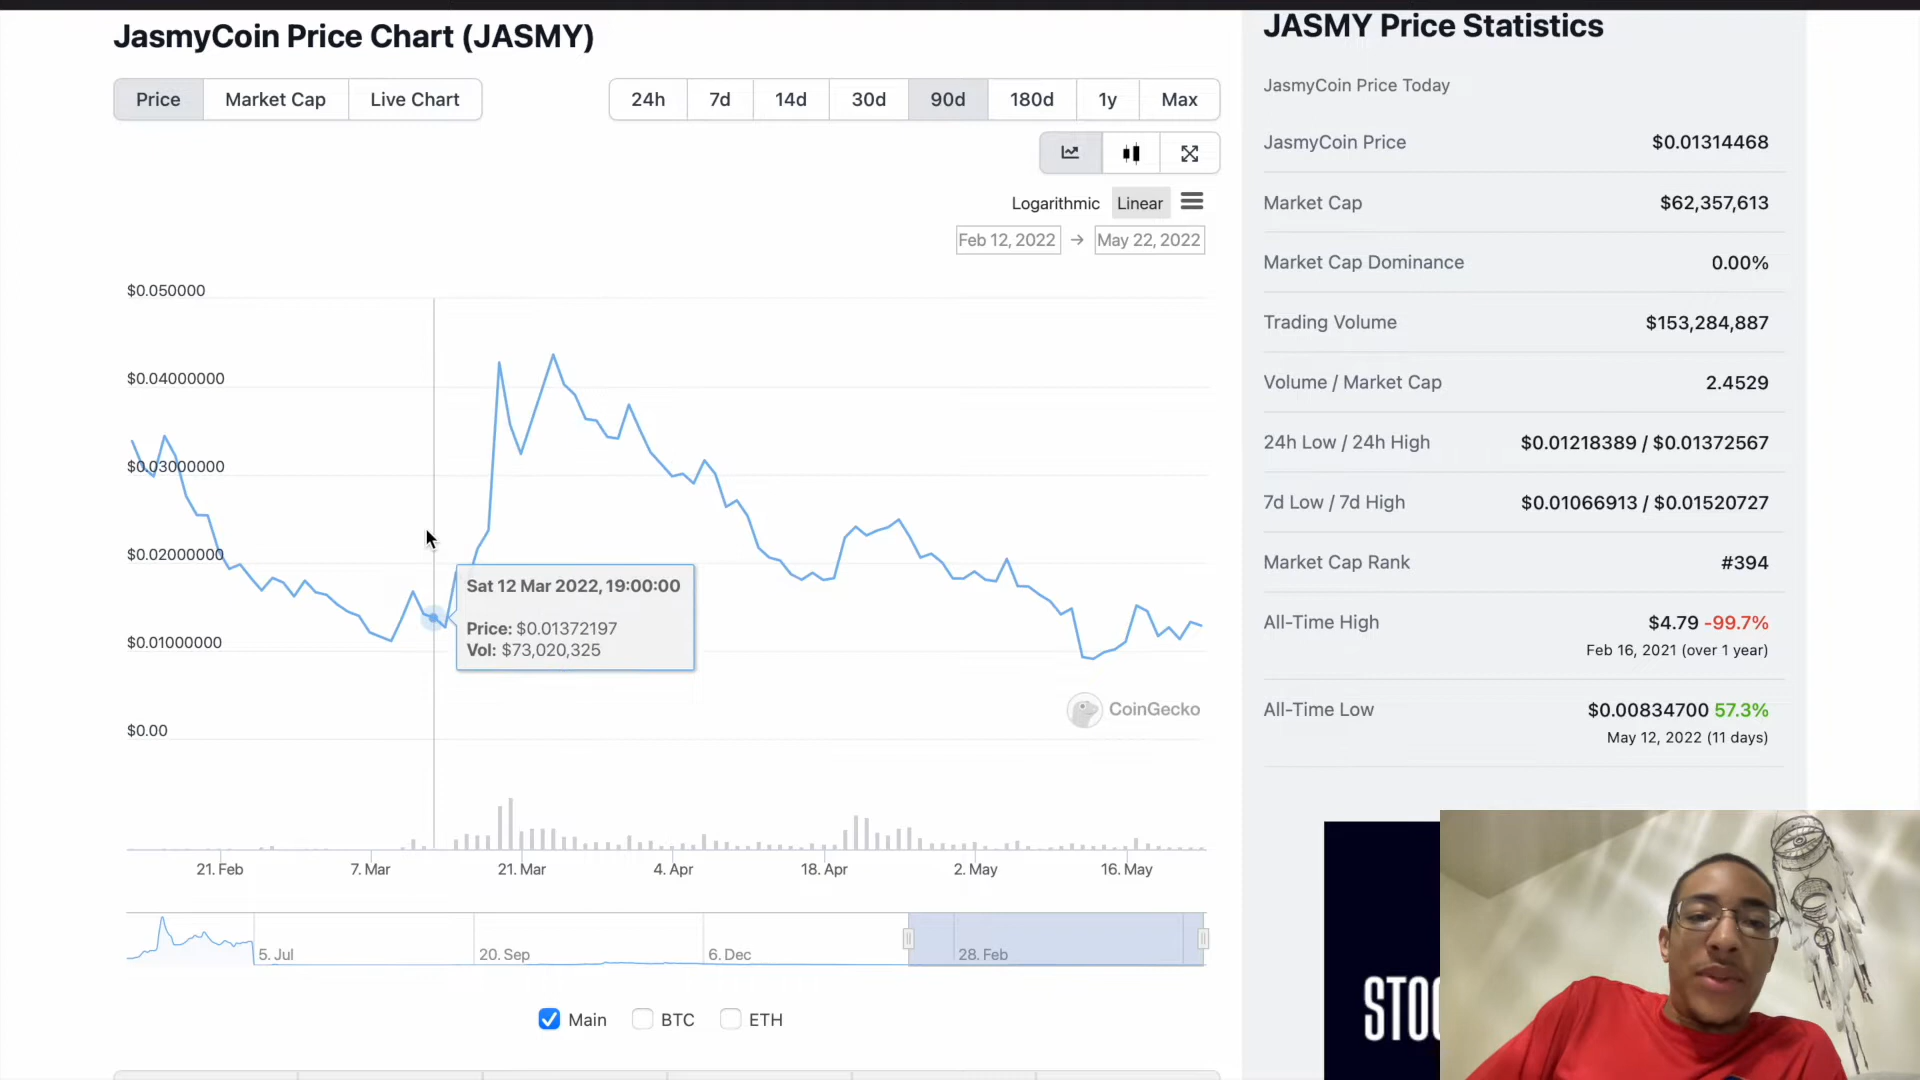 JasmyCoin Price Chart (JASMY)
Price Market Cap Live Chart
24h 7d 14d 30d 90d 180d 1y Max
Logarithmic Linear
Feb 12, 2022 → May 22, 2022
$0.050000
$0.04000000
$0.03000000
$0.02000000
$0.01000000
$0.00
Sat 12 Mar 2022, 19:00:00
Price: $0.01372197
Vol: $73,020,325
CoinGecko
21. Feb 7. Mar 21. Mar 4. Apr 18. Apr 2. May 16. May
5. Jul 20. Sep 6. Dec 28. Feb
Main BTC ETH
JASMY Price Statistics
JasmyCoin Price Today
JasmyCoin Price $0.01314468
Market Cap $62,357,613
Market Cap Dominance 0.00%
Trading Volume $153,284,887
Volume / Market Cap 2.4529
24h Low / 24h High $0.01218389 / $0.01372567
7d Low / 7d High $0.01066913 / $0.01520727
Market Cap Rank #394
All-Time High $4.79 -99.7%
Feb 16, 2021 (over 1 year)
All-Time Low $0.00834700 57.3%
May 12, 2022 (11 days)